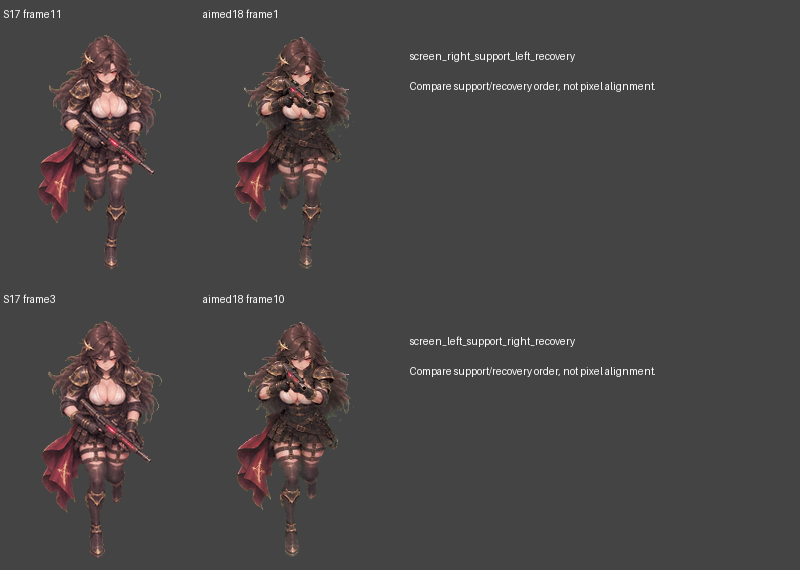 S17 frame11
aimed18 frame1
screen_right_support_left_recovery
Compare support/recovery order, not pixel alignment.
S17 frame3
aimed18 frame10
screen_left_support_right_recovery
Compare support/recovery order, not pixel alignment.